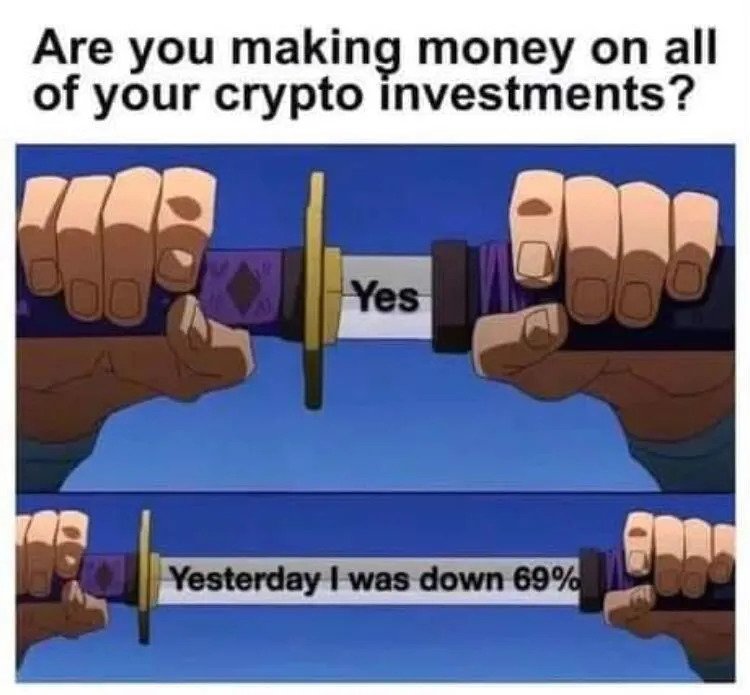 Are you making money on all
of your crypto investments?
Yes
Yesterday I was down 69%